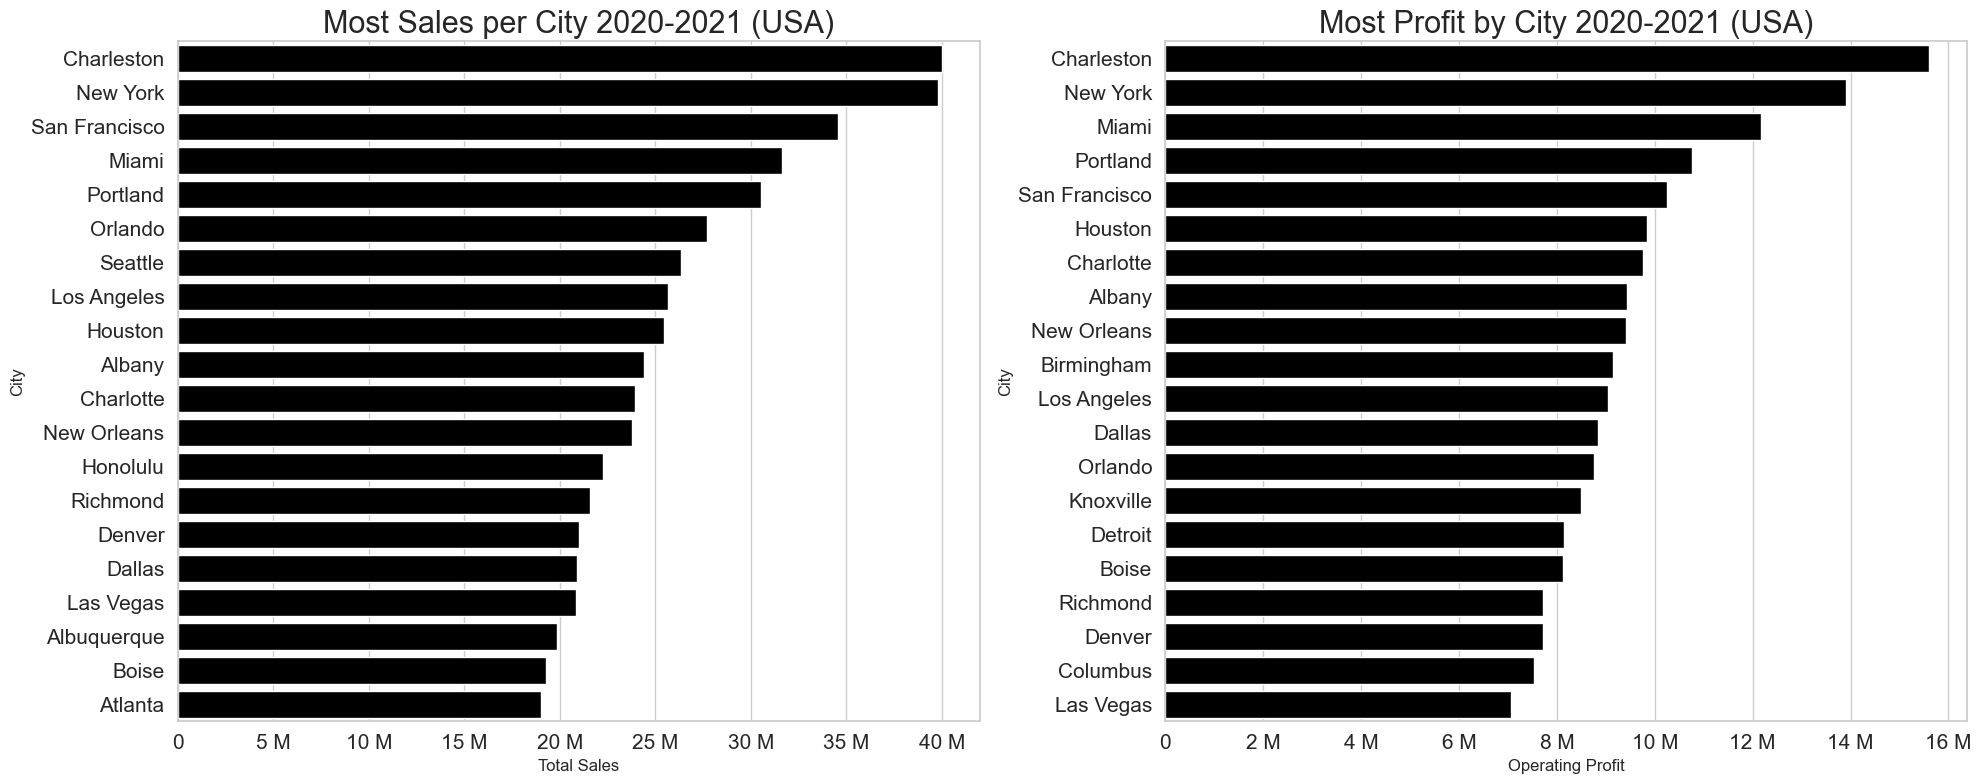 Most Sales per City 2020-2021 (USA)
City
Charleston
New York
San Francisco
Miami
Portland
Orlando
Seattle
Los Angeles
Houston
Albany
Charlotte
New Orleans
Honolulu
Richmond
Denver
Dallas
Las Vegas
Albuquerque
Boise
Atlanta
0 5 M 10 M 15 M 20 M 25 M 30 M 35 M 40 M
Total Sales
Most Profit by City 2020-2021 (USA)
City
Charleston
New York
Miami
Portland
San Francisco
Houston
Charlotte
Albany
New Orleans
Birmingham
Los Angeles
Dallas
Orlando
Knoxville
Detroit
Boise
Richmond
Denver
Columbus
Las Vegas
0 2 M 4 M 6 M 8 M 10 M 12 M 14 M 16 M
Operating Profit